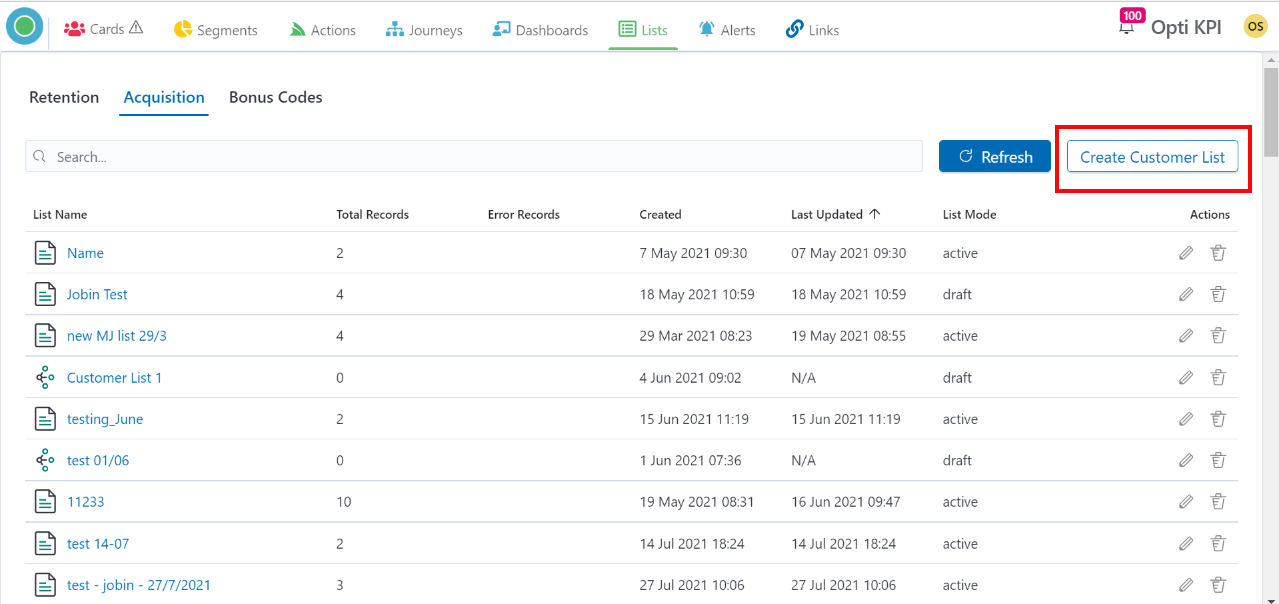 Cards Segments Actions Journeys Dashboards Lists Alerts Links 100 Opti KPI OS
Retention Acquisition Bonus Codes
Search... Refresh Create Customer List
List Name Total Records Error Records Created Last Updated List Mode Actions
Name 2 7 May 2021 09:30 07 May 2021 09:30 active
Jobin Test 4 18 May 2021 10:59 18 May 2021 10:59 draft
new MJ list 29/3 4 29 Mar 2021 08:23 19 May 2021 08:55 active
Customer List 1 0 4 Jun 2021 09:02 N/A draft
testing_June 2 15 Jun 2021 11:19 15 Jun 2021 11:19 active
test 01/06 0 1 Jun 2021 07:36 N/A draft
11233 10 19 May 2021 08:31 16 Jun 2021 09:47 active
test 14-07 2 14 Jul 2021 18:24 14 Jul 2021 18:24 active
test - jobin - 27/7/2021 3 27 Jul 2021 10:06 27 Jul 2021 10:06 active